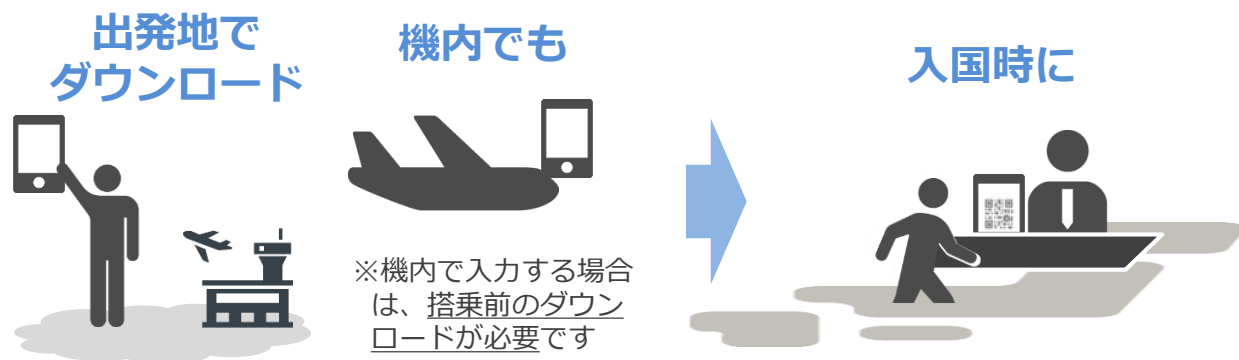 出発地で
ダウンロード
機内でも
※機内で入力する場合
は、搭乗前のダウン
ロードが必要です
入国時に